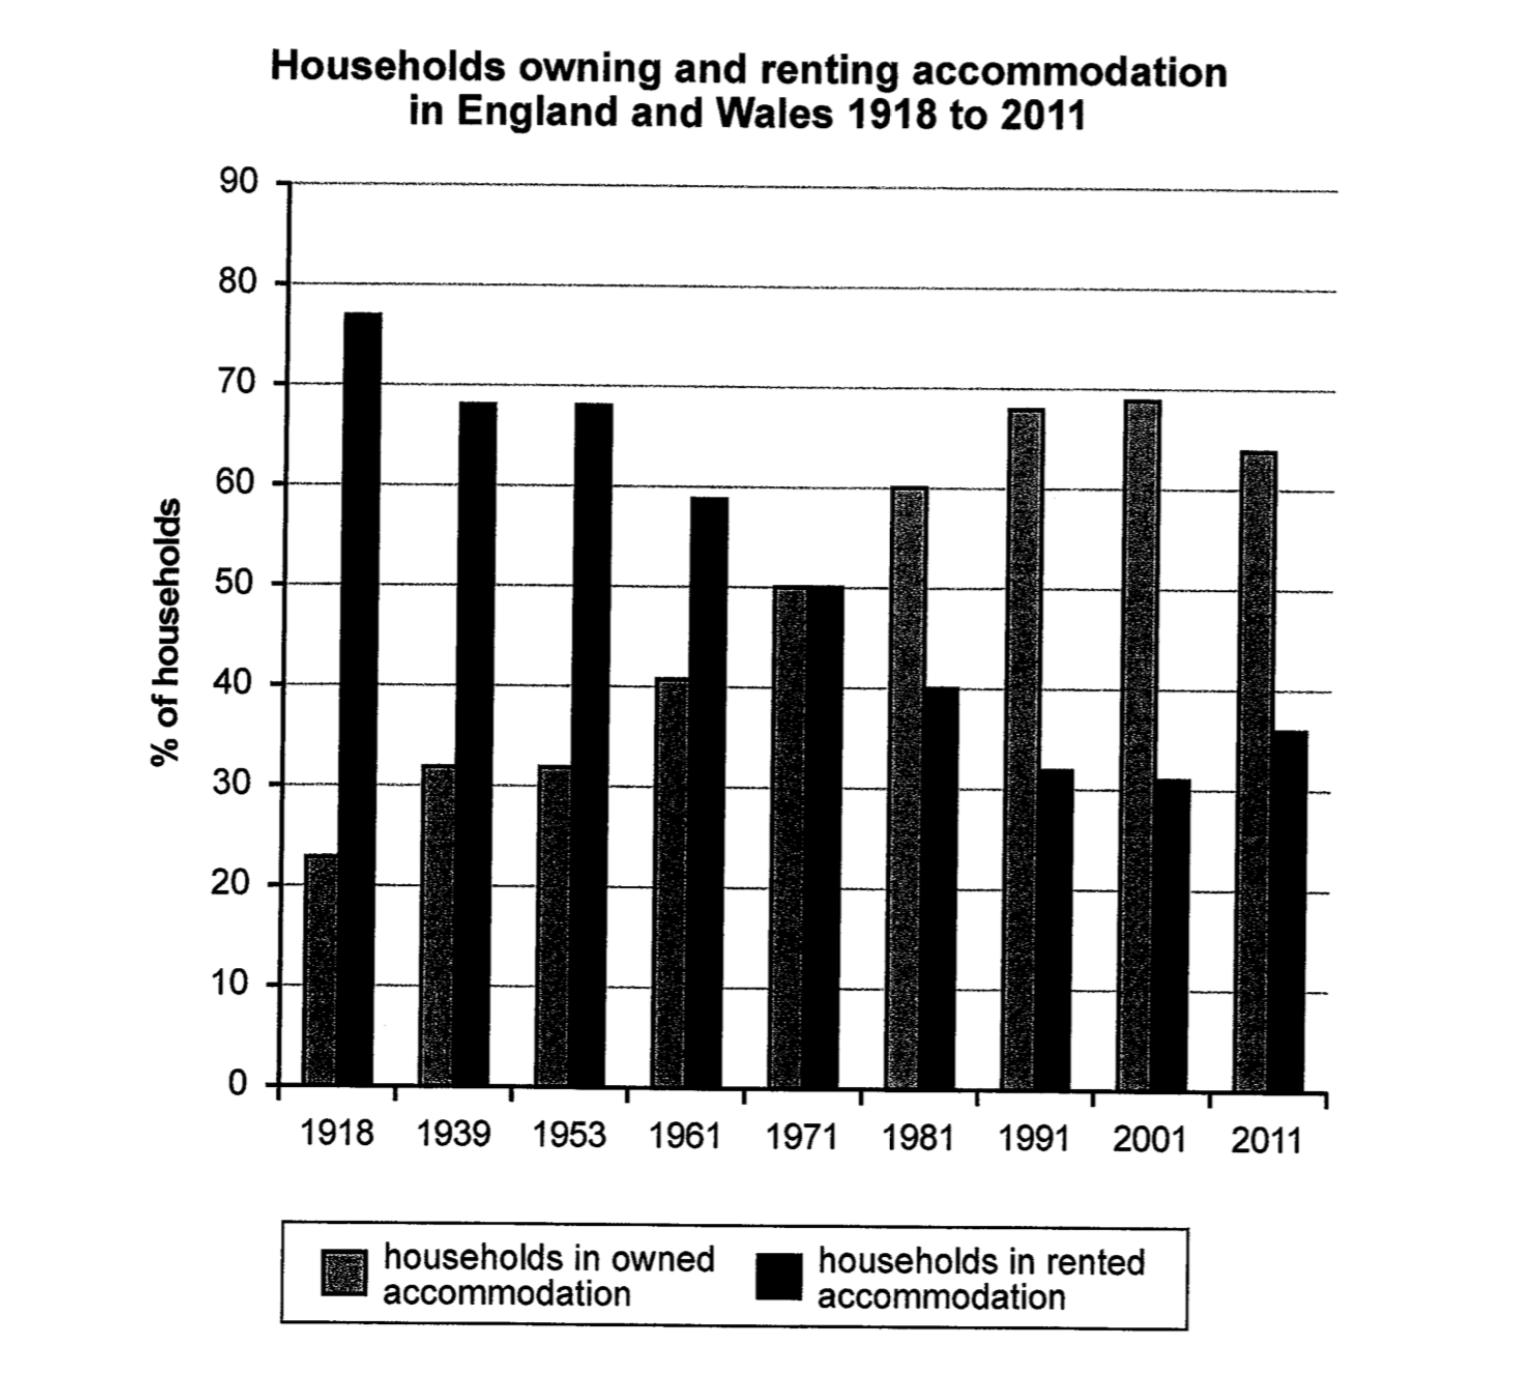 Households owning and renting accommodation
in England and Wales 1918 to 2011
90
80
70
60
50
40
30
20
10
0
% of households
1918 1939 1953 1961 1971 1981 1991 2001 2011
households in owned
accommodation
households in rented
accommodation